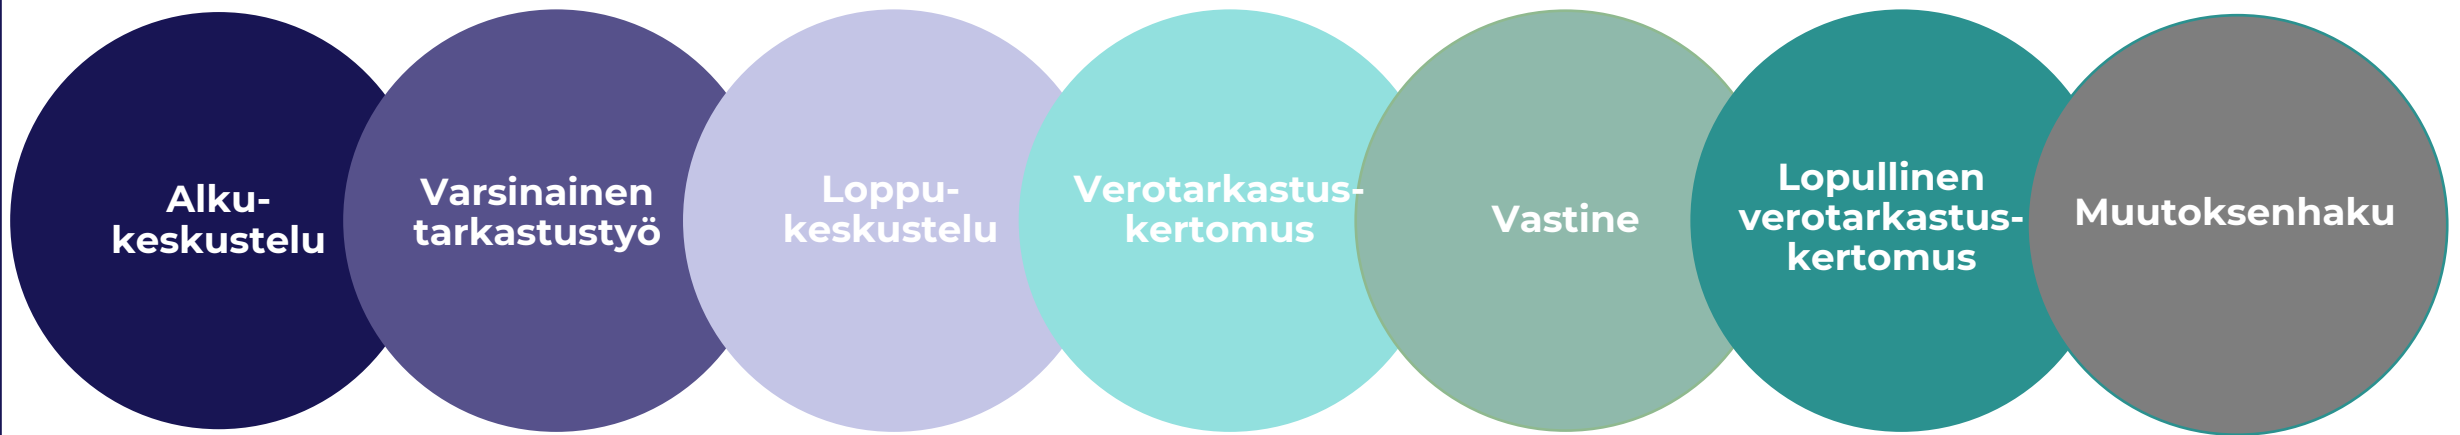 Alku-
keskustelu
Varsinainen
tarkastustyö
Loppu-
keskustelu
Verotarkastus-
kertomus
Vastine
Lopullinen
verotarkastus-
kertomus
Muutoksenhaku